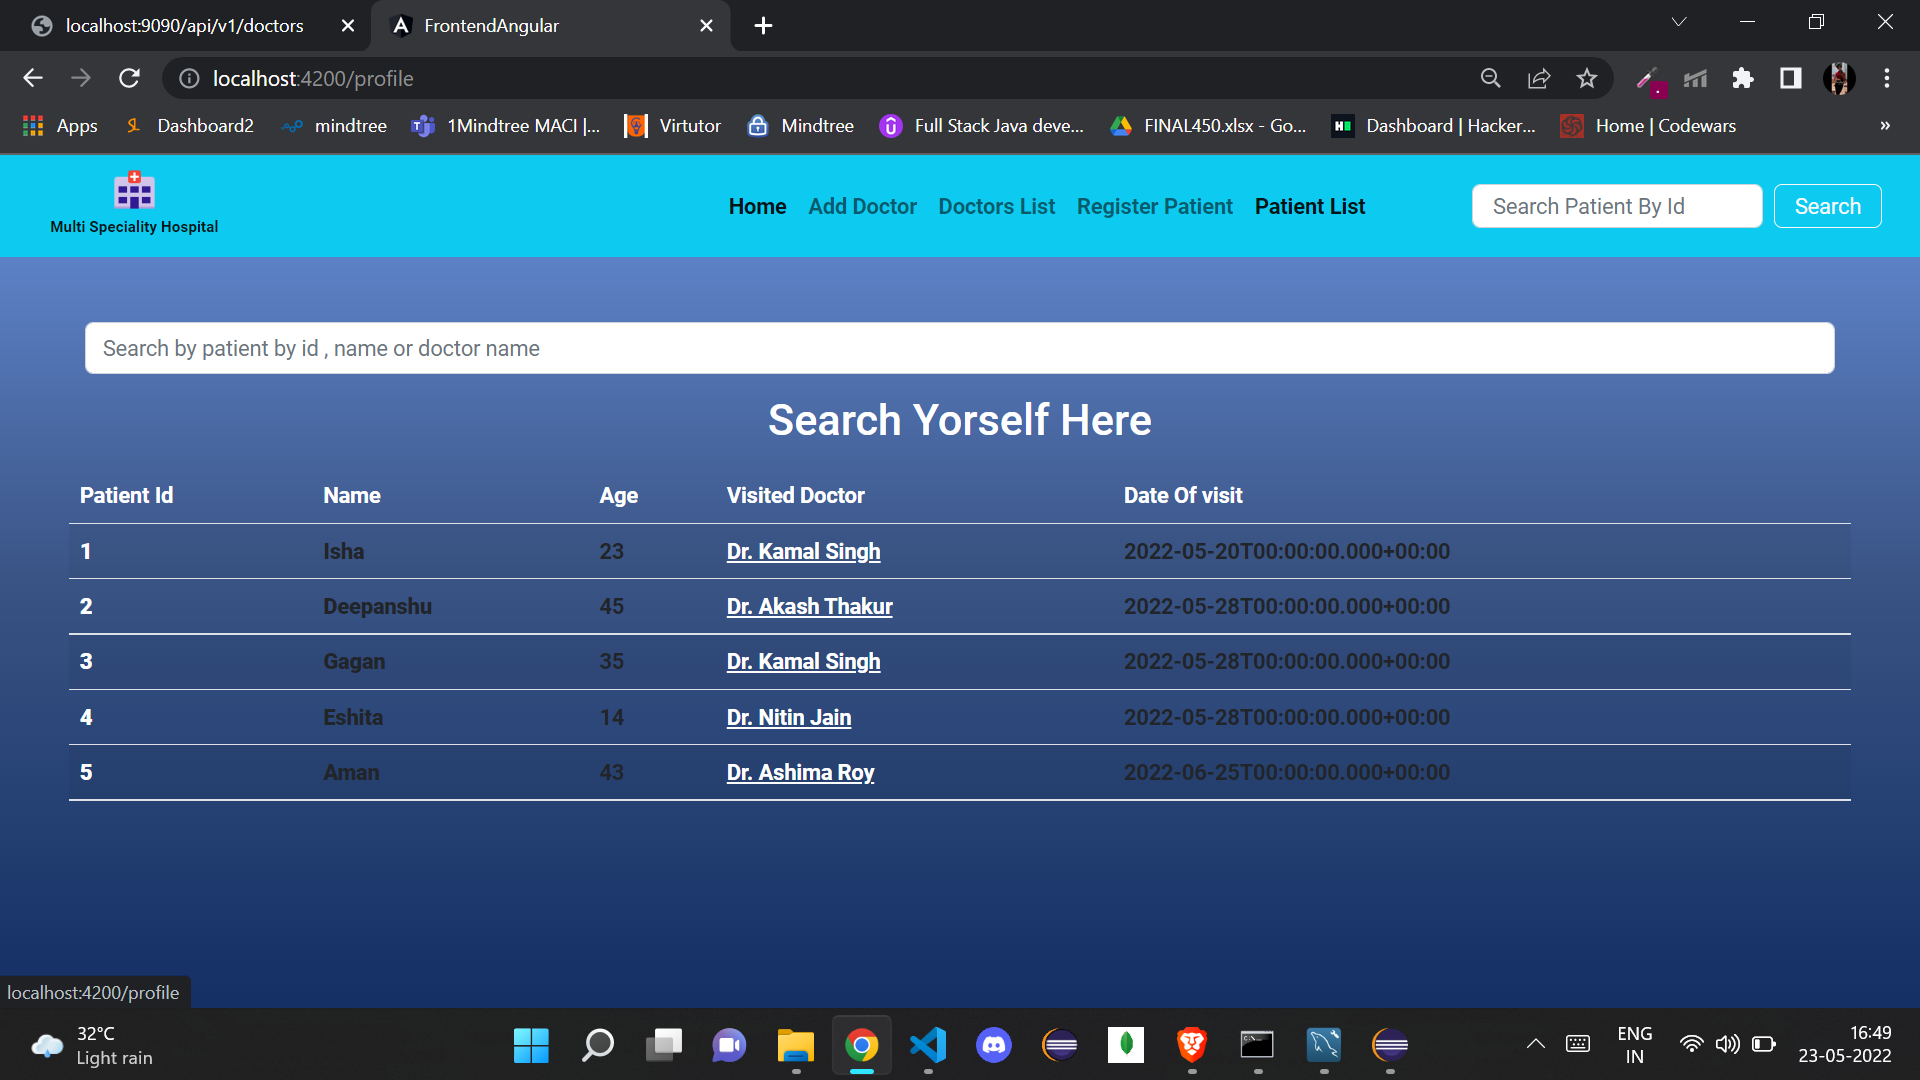 localhost:9090/api/v1/doctors
FrontendAngular
localhost:4200/profile
Apps
Dashboard2
mindtree
1Mindtree MACI |...
Virtutor
Mindtree
Full Stack Java deve...
FINAL450.xlsx - Go...
Dashboard | Hacker...
Home | Codewars
»
Multi Speciality Hospital
Home Add Doctor Doctors List Register Patient Patient List
Search Patient By Id
Search
Search by patient by id , name or doctor name
Search Yorself Here
Patient Id Name Age Visited Doctor Date Of visit
1 Isha 23 Dr. Kamal Singh 2022-05-20T00:00:00.000+00:00
2 Deepanshu 45 Dr. Akash Thakur 2022-05-28T00:00:00.000+00:00
3 Gagan 35 Dr. Kamal Singh 2022-05-28T00:00:00.000+00:00
4 Eshita 14 Dr. Nitin Jain 2022-05-28T00:00:00.000+00:00
5 Aman 43 Dr. Ashima Roy 2022-06-25T00:00:00.000+00:00
localhost:4200/profile
32°C
Light rain
ENG
IN
16:49
23-05-2022